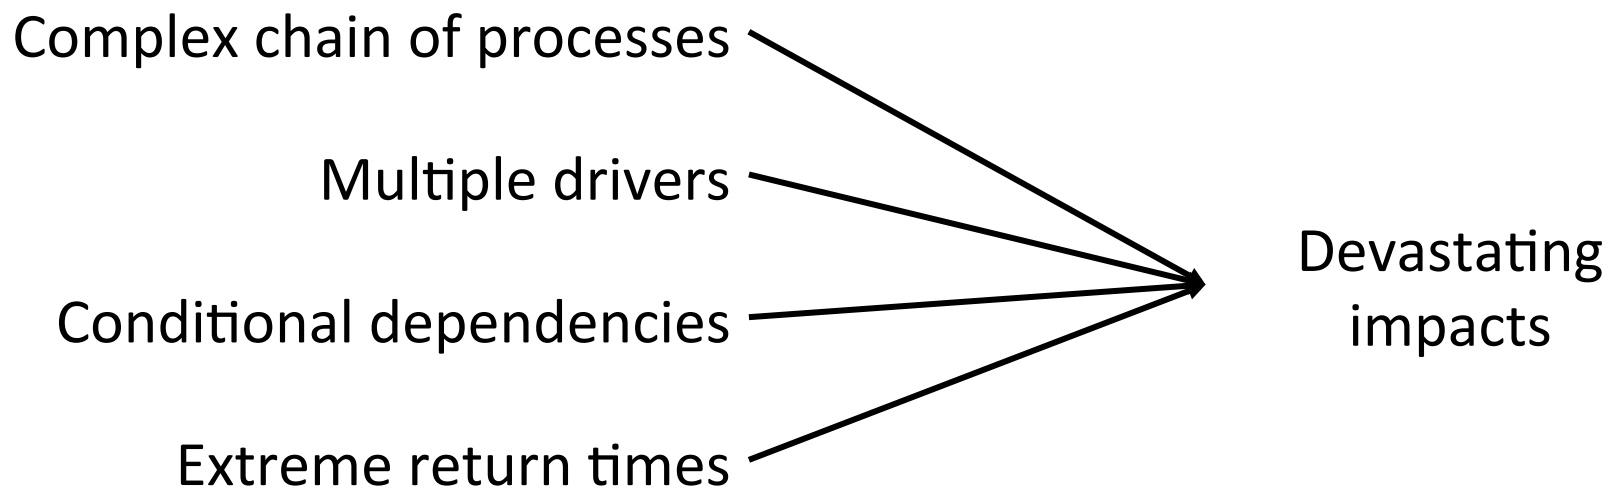 Complex chain of processes
Multiple drivers
Conditional dependencies
Extreme return times
Devastating
impacts